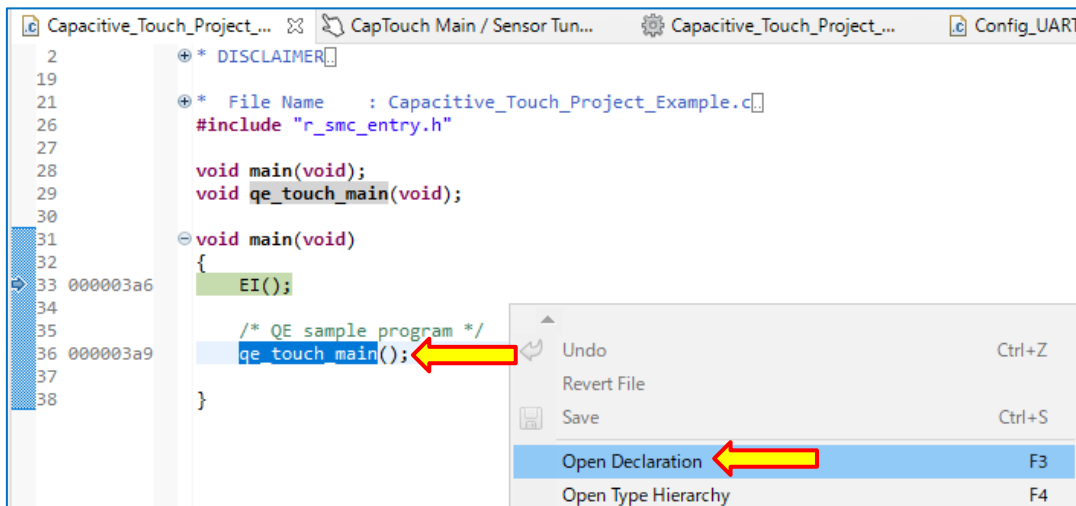 Capacitive_Touch_Project_... CapTouch Main / Sensor Tun... Capacitive_Touch_Project_... Config_UART
2 * DISCLAIMER
19
21 * File Name : Capacitive_Touch_Project_Example.c
26 #include "r_smc_entry.h"
27
28 void main(void);
29 void qe_touch_main(void);
30
31 void main(void)
32 {
33 000003a6 EI();
34
35 /* QE sample program */
36 000003a9 qe_touch_main();
37
38 }
Undo Ctrl+Z
Revert File
Save Ctrl+S
Open Declaration F3
Open Type Hierarchy F4